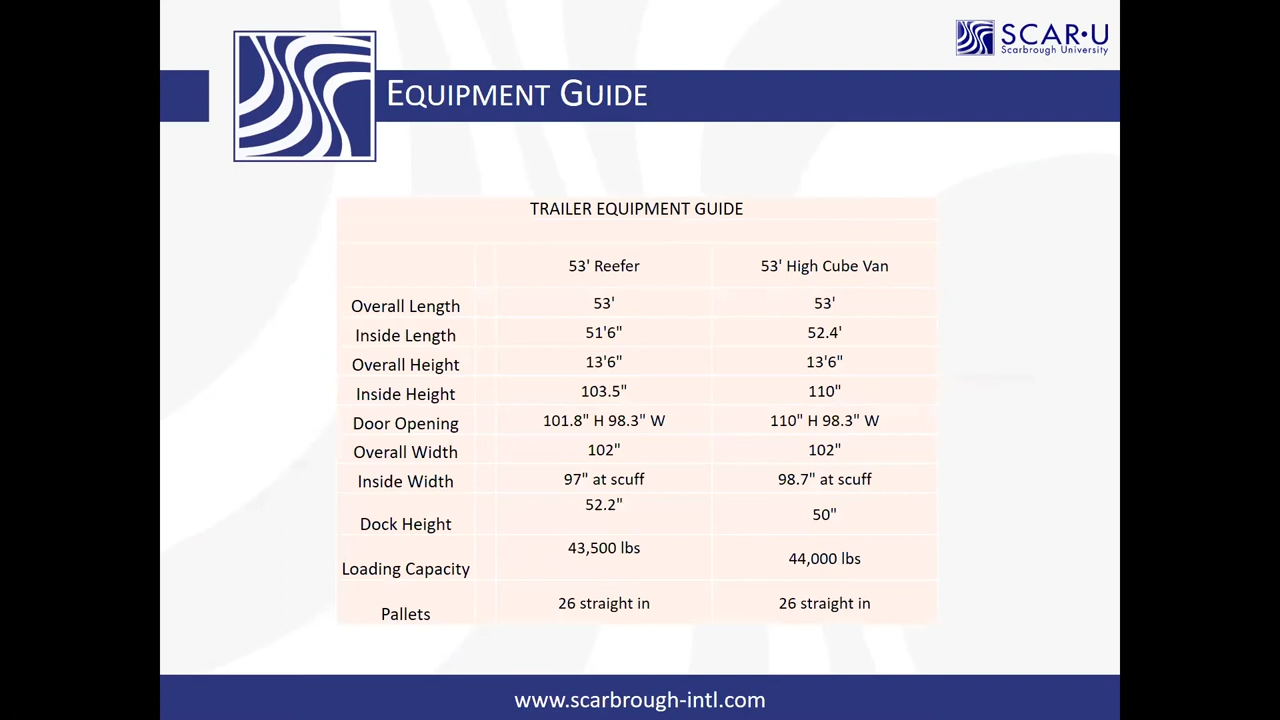 SCAR•U
Scarbrough University
EQUIPMENT GUIDE
TRAILER EQUIPMENT GUIDE
53' Reefer 53' High Cube Van
Overall Length 53' 53'
Inside Length 51'6" 52.4'
Overall Height 13'6" 13'6"
Inside Height 103.5" 110"
Door Opening 101.8" H 98.3" W 110" H 98.3" W
Overall Width 102" 102"
Inside Width 97" at scuff 98.7" at scuff
Dock Height 52.2" 50"
Loading Capacity 43,500 lbs 44,000 lbs
Pallets 26 straight in 26 straight in
www.scarbrough-intl.com